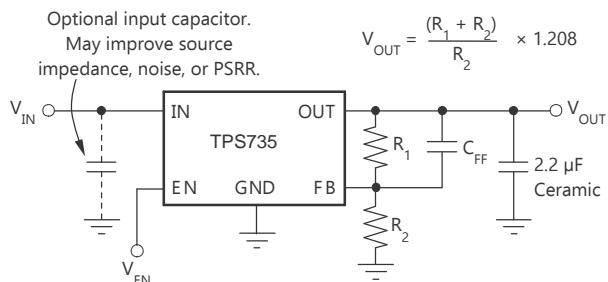 Optional input capacitor.
May improve source
impedance, noise, or PSRR.
V_OUT = (R_1 + R_2) / R_2 × 1.208
V_IN
IN
OUT
V_OUT
TPS735
R_1
C_FF
2.2 µF
Ceramic
EN
GND
FB
R_2
V_EN